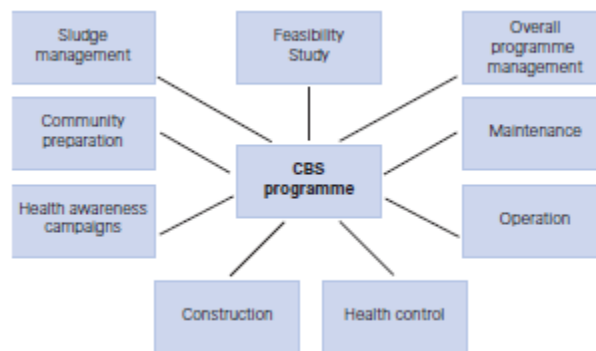 Sludge
management
Feasibility
Study
Overall
programme
management
Community
preparation
CBS
programme
Maintenance
Health awareness
campaigns
Operation
Construction
Health control